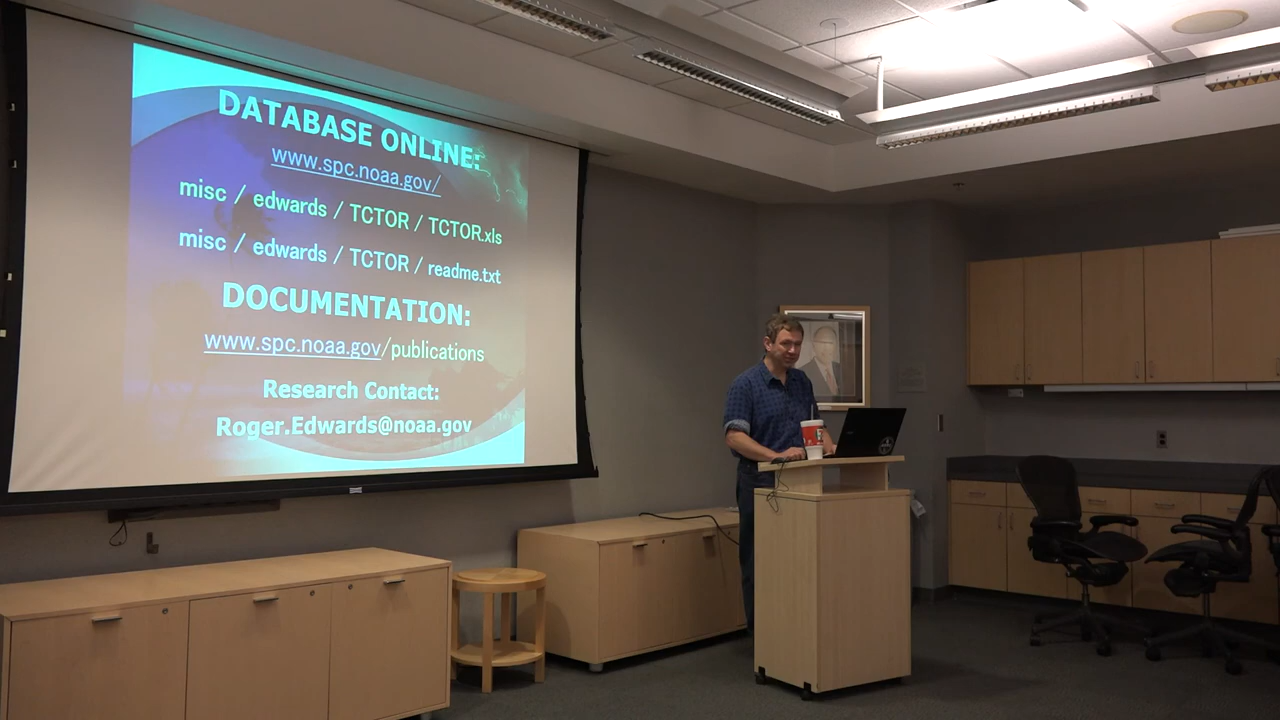 DATABASE ONLINE:
www.spc.noaa.gov/
misc / edwards / TCTOR / TCTOR.xls
misc / edwards / TCTOR / readme.txt
DOCUMENTATION:
www.spc.noaa.gov/publications
Research Contact:
Roger.Edwards@noaa.gov